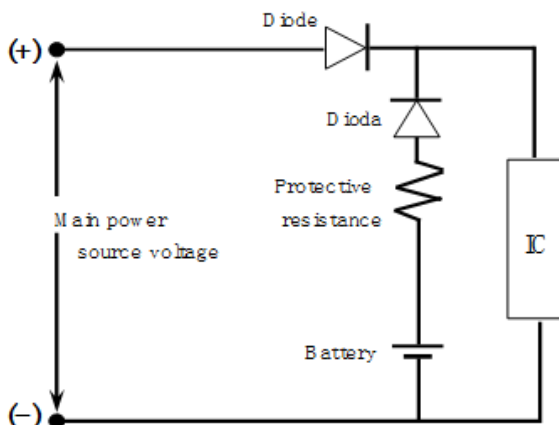 Diode
(+)
Dioda
Protective
resistance
Main power
source voltage
IC
Battery
(−)